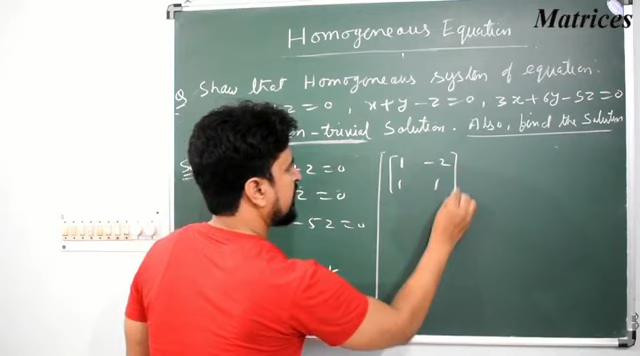 Matrices
Homogeneous Equation
Q Show that Homogeneous system of equation.
z = 0, x + y - z = 0, 3x + 6y - 5z = 0
n-trivial Solution. Also, find the Solution
+ z = 0
z = 0
- 5z = 0
1 -2
1 1